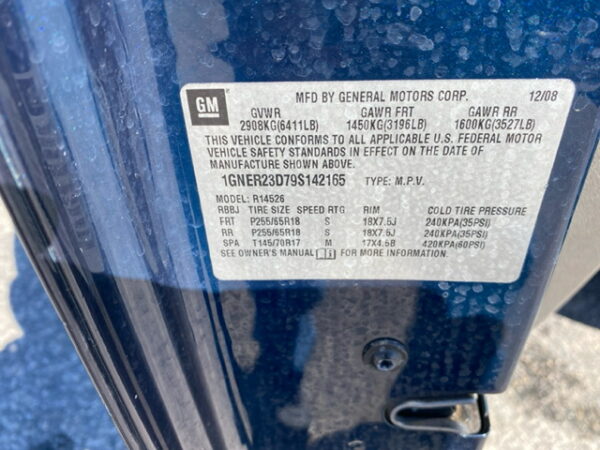 GM
MFD BY GENERAL MOTORS CORP. 12/08
GVWR GAWR FRT GAWR RR
2908KG(6411LB) 1450KG(3196LB) 1600KG(3527LB)
THIS VEHICLE CONFORMS TO ALL APPLICABLE U.S. FEDERAL MOTOR
VEHICLE SAFETY STANDARDS IN EFFECT ON THE DATE OF
MANUFACTURE SHOWN ABOVE.
1GNER23D79S142165 TYPE: M.P.V.
MODEL: R14526
RBBJ TIRE SIZE SPEED RTG RIM COLD TIRE PRESSURE
FRT P255/65R18 S 18X7.5J 240KPA(35PSI)
RR P255/65R18 S 18X7.5J 240KPA(35PSI)
SPA T145/70R17 M 17X4.5B 420KPA(60PSI)
SEE OWNER'S MANUAL FOR MORE INFORMATION.